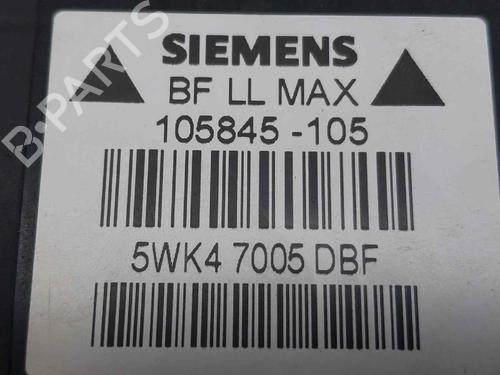 SIEMENS
BF LL MAX
105845-105
5WK4 7005 DBF
B-PARTS